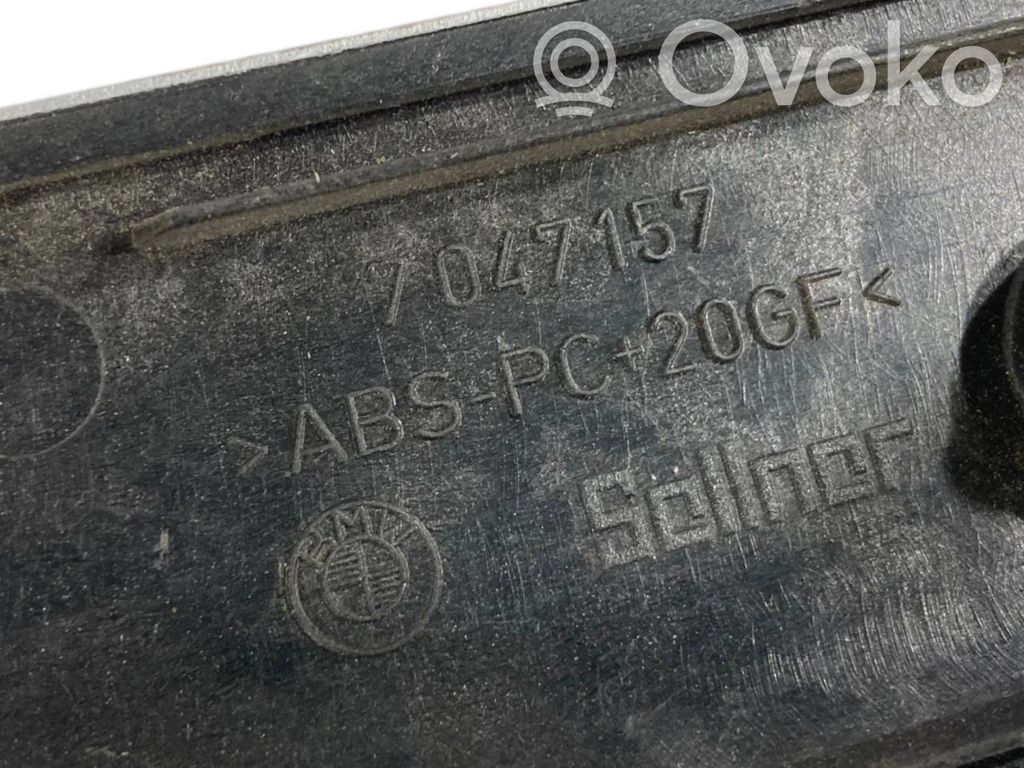 Ovoko
7047157
>ABS-PC+20GF<
Sellner
BMW